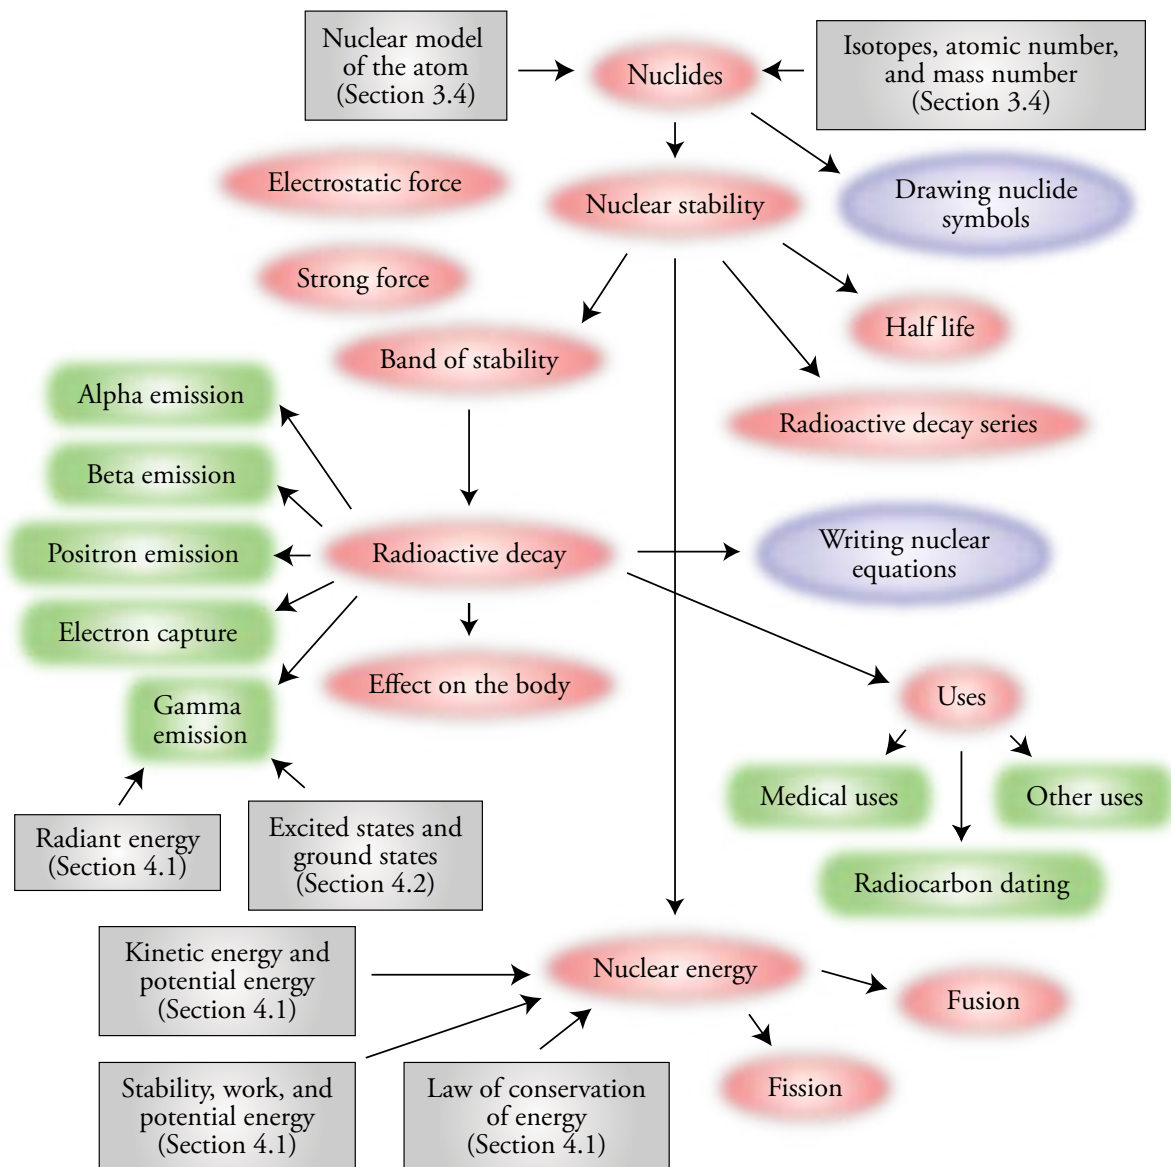 Nuclear model
of the atom
(Section 3.4)
Nuclides
Isotopes, atomic number,
and mass number
(Section 3.4)
Electrostatic force
Nuclear stability
Drawing nuclide
symbols
Strong force
Half life
Band of stability
Alpha emission
Radioactive decay series
Beta emission
Positron emission
Radioactive decay
Writing nuclear
equations
Electron capture
Effect on the body
Gamma
emission
Uses
Medical uses
Other uses
Radiant energy
(Section 4.1)
Excited states and
ground states
(Section 4.2)
Radiocarbon dating
Kinetic energy and
potential energy
(Section 4.1)
Nuclear energy
Fusion
Stability, work, and
potential energy
(Section 4.1)
Law of conservation
of energy
(Section 4.1)
Fission